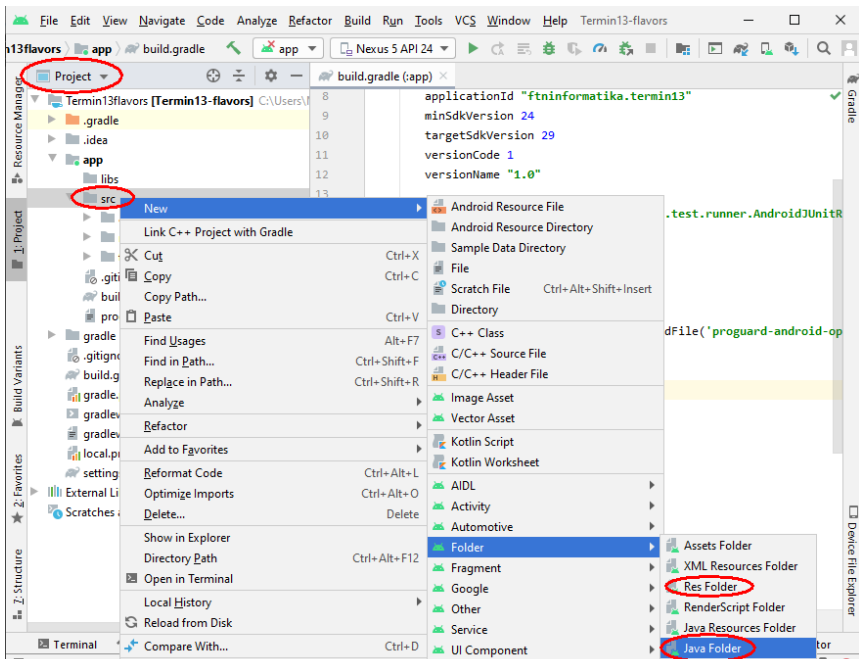 File Edit View Navigate Code Analyze Refactor Build Run Tools VCS Window Help Termin13-flavors
n13flavors app build.gradle app Nexus 5 API 24
Project
build.gradle (:app)
Resource Manager
1: Project
Build Variants
2: Favorites
7: Structure
Termin13flavors [Termin13-flavors] C:\Users\
.gradle
.idea
app
libs
src
.giti
buil
pro
gradle
.gitigno
build.g
gradle.
gradlew
gradlew
local.pr
setting
External Li
Scratches a
8 applicationId "ftninformatika.termin13"
9 minSdkVersion 24
10 targetSdkVersion 29
11 versionCode 1
12 versionName "1.0"
13
.test.runner.AndroidJUnitR
dFile('proguard-android-op
New
Link C++ Project with Gradle
Cut Ctrl+X
Copy Ctrl+C
Copy Path...
Paste Ctrl+V
Find Usages Alt+F7
Find in Path... Ctrl+Shift+F
Replace in Path... Ctrl+Shift+R
Analyze
Refactor
Add to Favorites
Reformat Code Ctrl+Alt+L
Optimize Imports Ctrl+Alt+O
Delete... Delete
Show in Explorer
Directory Path Ctrl+Alt+F12
Open in Terminal
Local History
Reload from Disk
Compare With... Ctrl+D
Android Resource File
Android Resource Directory
Sample Data Directory
File
Scratch File Ctrl+Alt+Shift+Insert
Directory
S C++ Class
C/C++ Source File
C/C++ Header File
Image Asset
Vector Asset
Kotlin Script
Kotlin Worksheet
AIDL
Activity
Automotive
Folder
Fragment
Google
Other
Service
UI Component
Assets Folder
XML Resources Folder
Res Folder
RenderScript Folder
Java Resources Folder
Java Folder
Gradle
Device File Explorer
Terminal
tor